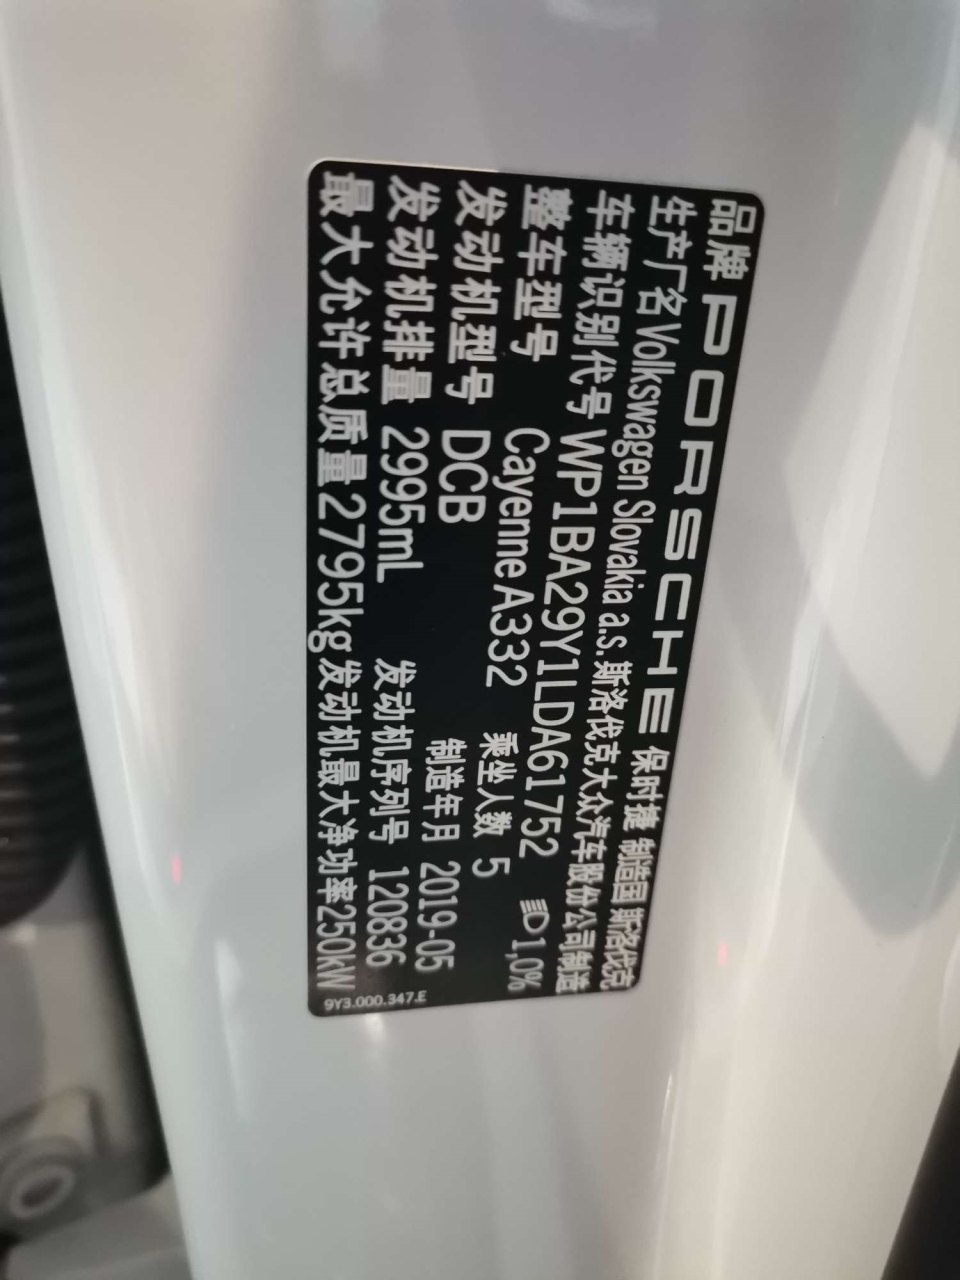 品牌 PORSCHE 保时捷 制造国 斯洛伐克
生产厂名 Volkswagen Slovakia a.s. 斯洛伐克大众汽车股份公司制造
车辆识别代号 WP1BA29Y1LDA61752 1,0%
整车型号 Cayenne A332 乘坐人数 5
发动机型号 DCB 制造年月 2019-05
发动机排量 2995mL 发动机序列号 120836
最大允许总质量 2795kg 发动机最大净功率 250kW
9Y3.000.347.E